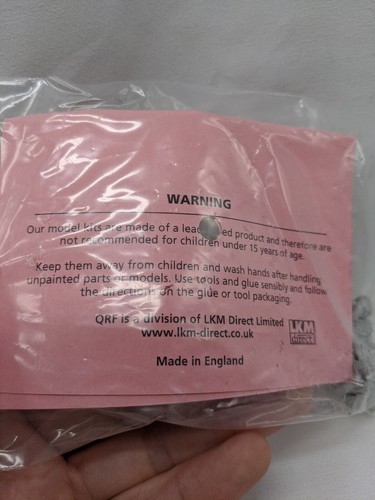 WARNING
Our model kits are made of a lead ed product and therefore are
not recommended for children under 15 years of age.
Keep them away from children and wash hands after handling
unpainted parts or models. Use tools and glue sensibly and follow
the directions on the glue or tool packaging.
QRF is a division of LKM Direct Limited
www.lkm-direct.co.uk
LKM
DIRECT
Made in England